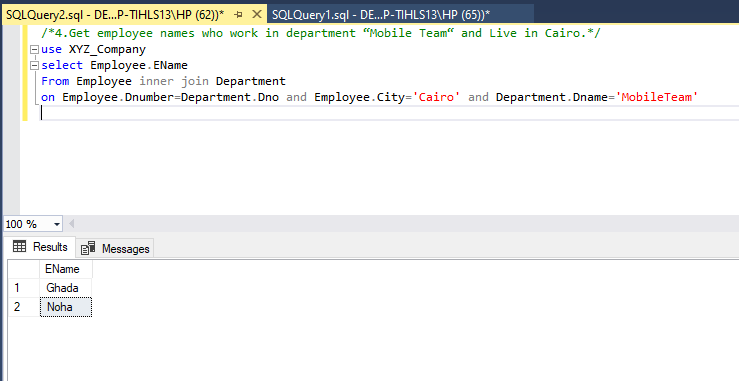 SQLQuery2.sql - DE...P-TIHLS13\HP (62))* SQLQuery1.sql - DE...P-TIHLS13\HP (65))*
/*4.Get employee names who work in department “Mobile Team“ and Live in Cairo.*/
use XYZ_Company
select Employee.EName
From Employee inner join Department
on Employee.Dnumber=Department.Dno and Employee.City='Cairo' and Department.Dname='MobileTeam'
100 %
Results Messages
EName
1 Ghada
2 Noha